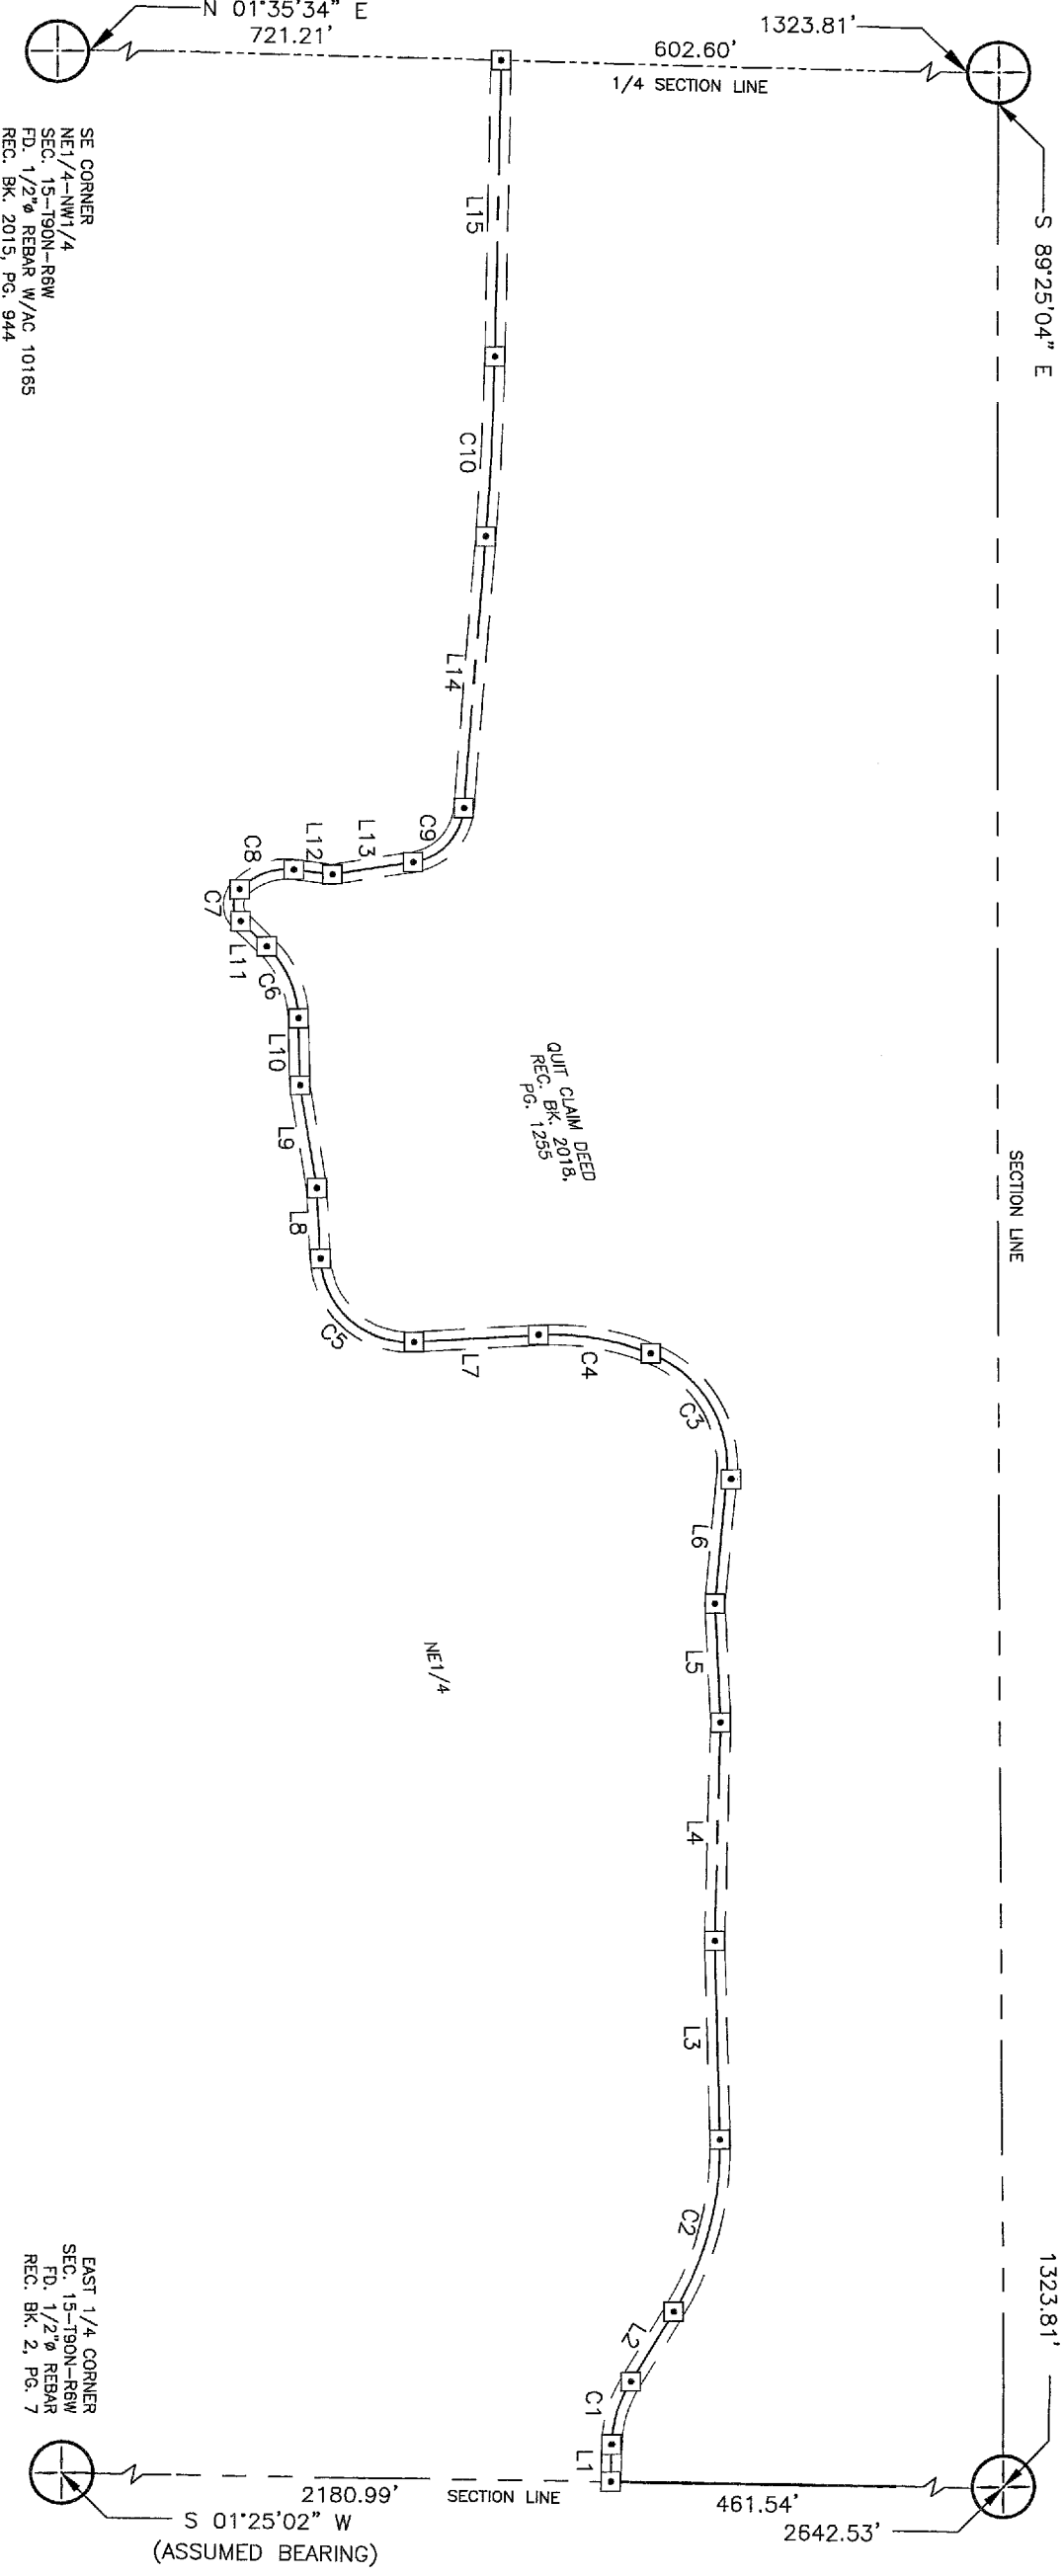 N 01°35'34" E
721.21'
602.60'
1/4 SECTION LINE
1323.81'
S 89°25'04" E
SE CORNER
NE1/4-NW1/4
SEC. 15-T90N-R6W
FD. 1/2"ø REBAR W/AC 10165
REC. BK. 2015, PG. 944
L15
C10
L14
C9
L13
L12
C8
C7
L11
C6
L10
L9
L8
C5
L7
C4
C3
L6
L5
L4
L3
C2
L2
C1
L1
QUIT CLAIM DEED
REC. BK. 2018,
PG. 1255
SECTION LINE
NE1/4
1323.81'
EAST 1/4 CORNER
SEC. 15-T90N-R6W
FD. 1/2"ø REBAR
REC. BK. 2, PG. 7
2180.99'
SECTION LINE
461.54'
2642.53'
S 01°25'02" W
(ASSUMED BEARING)